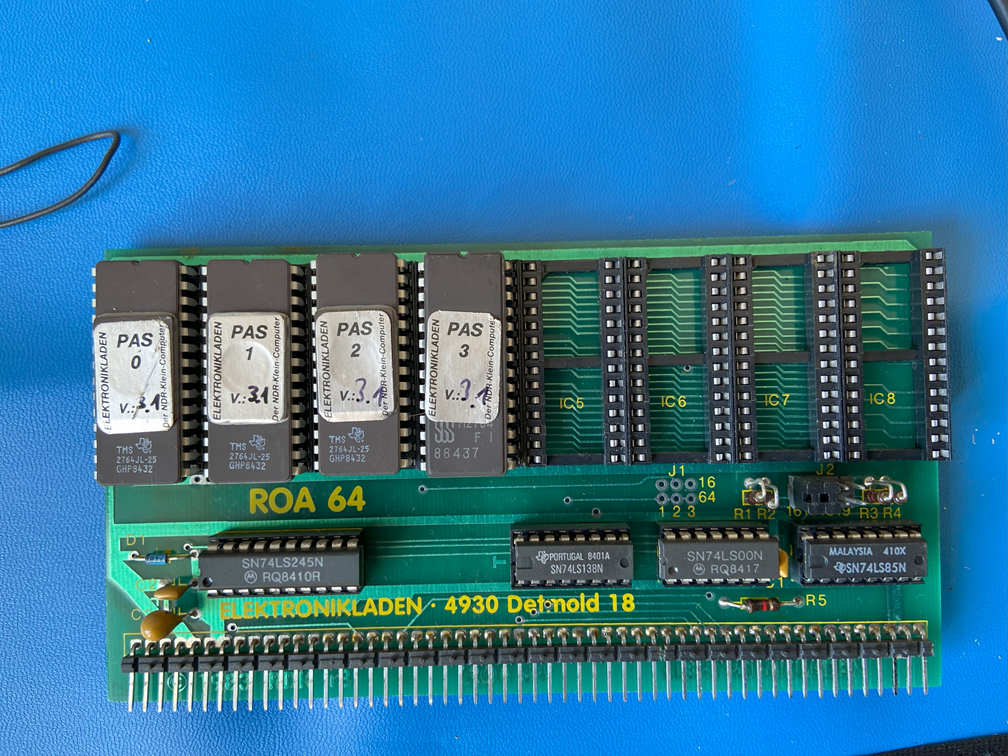 ELEKTRONIKLADEN
PAS
0
V.: 3.1
Der NDR-Klein-Computer
ELEKTRONIKLADEN
PAS
1
V.: 3.1
Der NDR-Klein-Computer
ELEKTRONIKLADEN
PAS
2
V.: 3.1
Der NDR-Klein-Computer
ELEKTRONIKLADEN
PAS
3
V.: 3.1
Der NDR-Klein-Computer
TMS
2764JL-25
GHP8432
TMS
2764JL-25
GHP8432
TMS
2764JL-25
GHP8432
F I
88437
IC5
IC6
IC7
IC8
ROA 64
J1
16
64
1 2 3
R1 R2
J2
R3 R4
D1
SN74LS245N
RQ8410R
PORTUGAL 8401A
SN74LS138N
SN74LS00N
RQ8417
MALAYSIA 410X
SN74LS85N
R5
ELEKTRONIKLADEN · 4930 Detmold 18